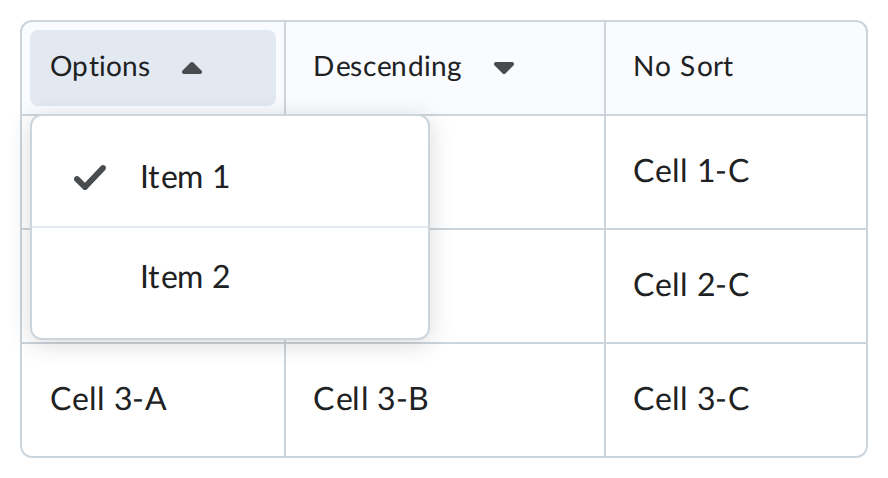 Options Descending No Sort
Item 1 Cell 1-C
Item 2 Cell 2-C
Cell 3-A Cell 3-B Cell 3-C